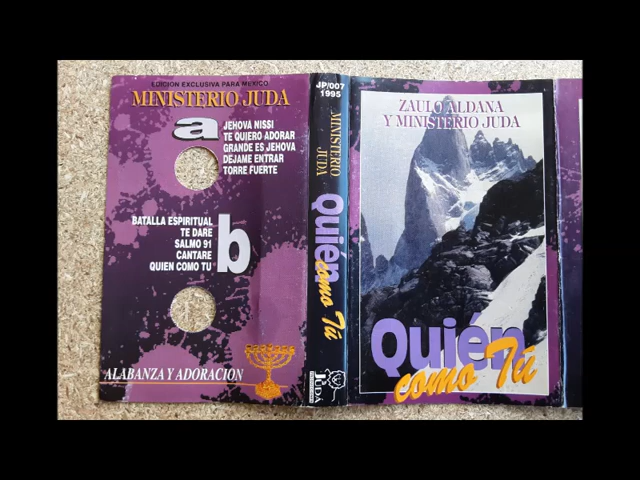 EDICION EXCLUSIVA PARA MEXICO
MINISTERIO JUDA
a
JEHOVA NISSI
TE QUIERO ADORAR
GRANDE ES JEHOVA
DEJAME ENTRAR
TORRE FUERTE
BATALLA ESPIRITUAL
TE DARE
SALMO 91
CANTARE
QUIEN COMO TU
b
ALABANZA Y ADORACION
JP/007
1995
MINISTERIO
JUDA
Quién
como Tú
JUDA
ZAULO ALDANA
Y MINISTERIO JUDA
Quién
como Tú